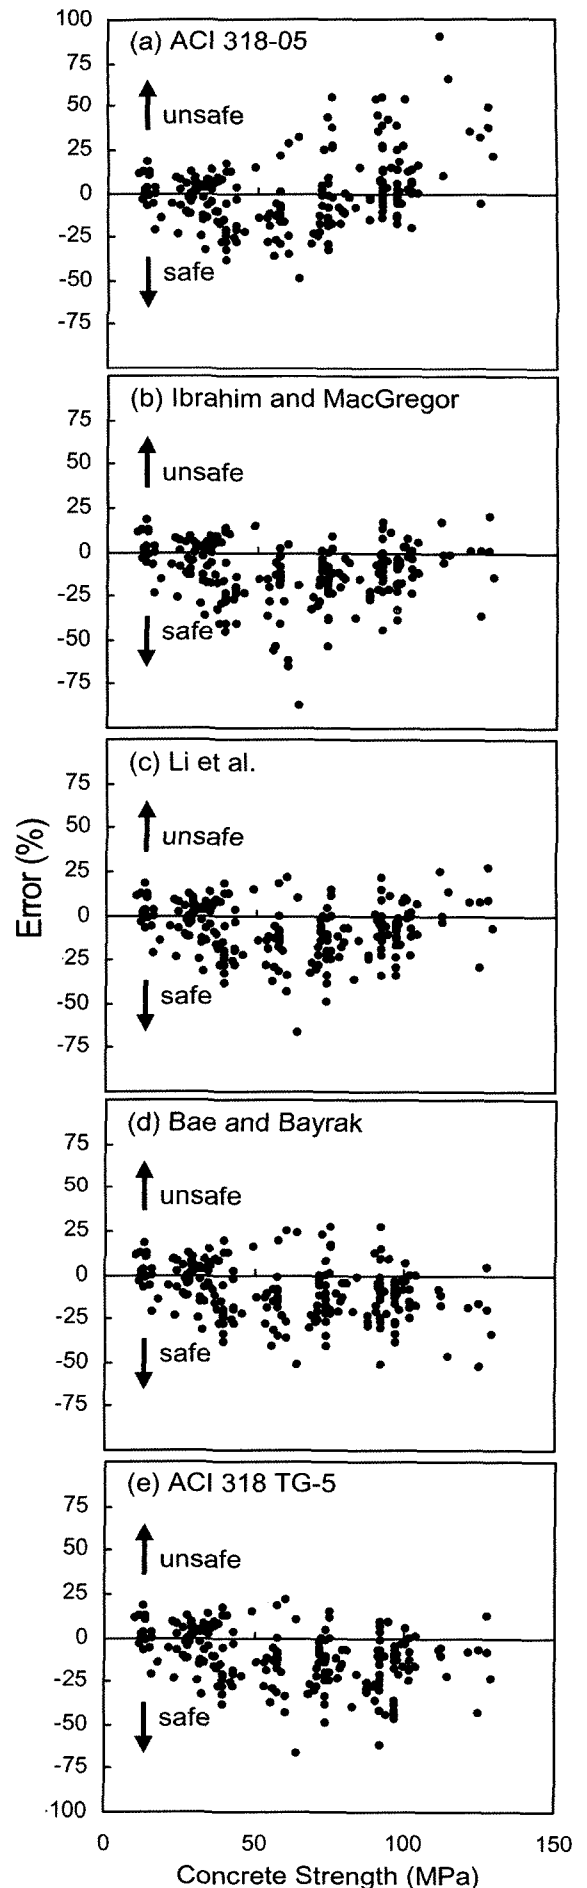 100
(a) ACI 318-05
75
50
unsafe
25
0
-25
safe
-50
-75
(b) Ibrahim and MacGregor
75
50
unsafe
25
0
-25
safe
-50
-75
(c) Li et al.
75
50
unsafe
25
0
-25
safe
-50
-75
Error (%)
(d) Bae and Bayrak
75
50
unsafe
25
0
-25
safe
-50
-75
(e) ACI 318 TG-5
75
50
unsafe
25
0
-25
safe
-50
-75
-100
0 50 100 150
Concrete Strength (MPa)